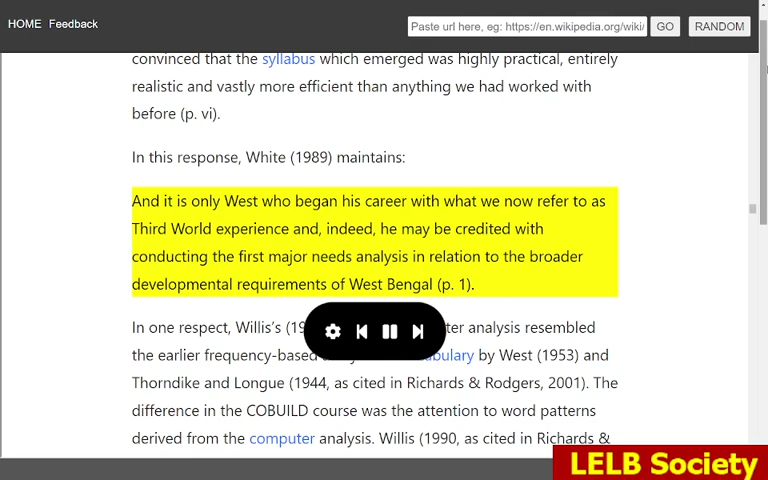 HOME Feedback
Paste url here, eg: https://en.wikipedia.org/wiki/
GO
RANDOM
convinced that the syllabus which emerged was highly practical, entirely
realistic and vastly more efficient than anything we had worked with
before (p. vi).
In this response, White (1989) maintains:
And it is only West who began his career with what we now refer to as
Third World experience and, indeed, he may be credited with
conducting the first major needs analysis in relation to the broader
developmental requirements of West Bengal (p. 1).
In one respect, Willis's (19 ter analysis resembled
the earlier frequency-based by West (1953) and
Thorndike and Longue (1944, as cited in Richards & Rodgers, 2001). The
difference in the COBUILD course was the attention to word patterns
derived from the computer analysis. Willis (1990, as cited in Richards &
LELB Society